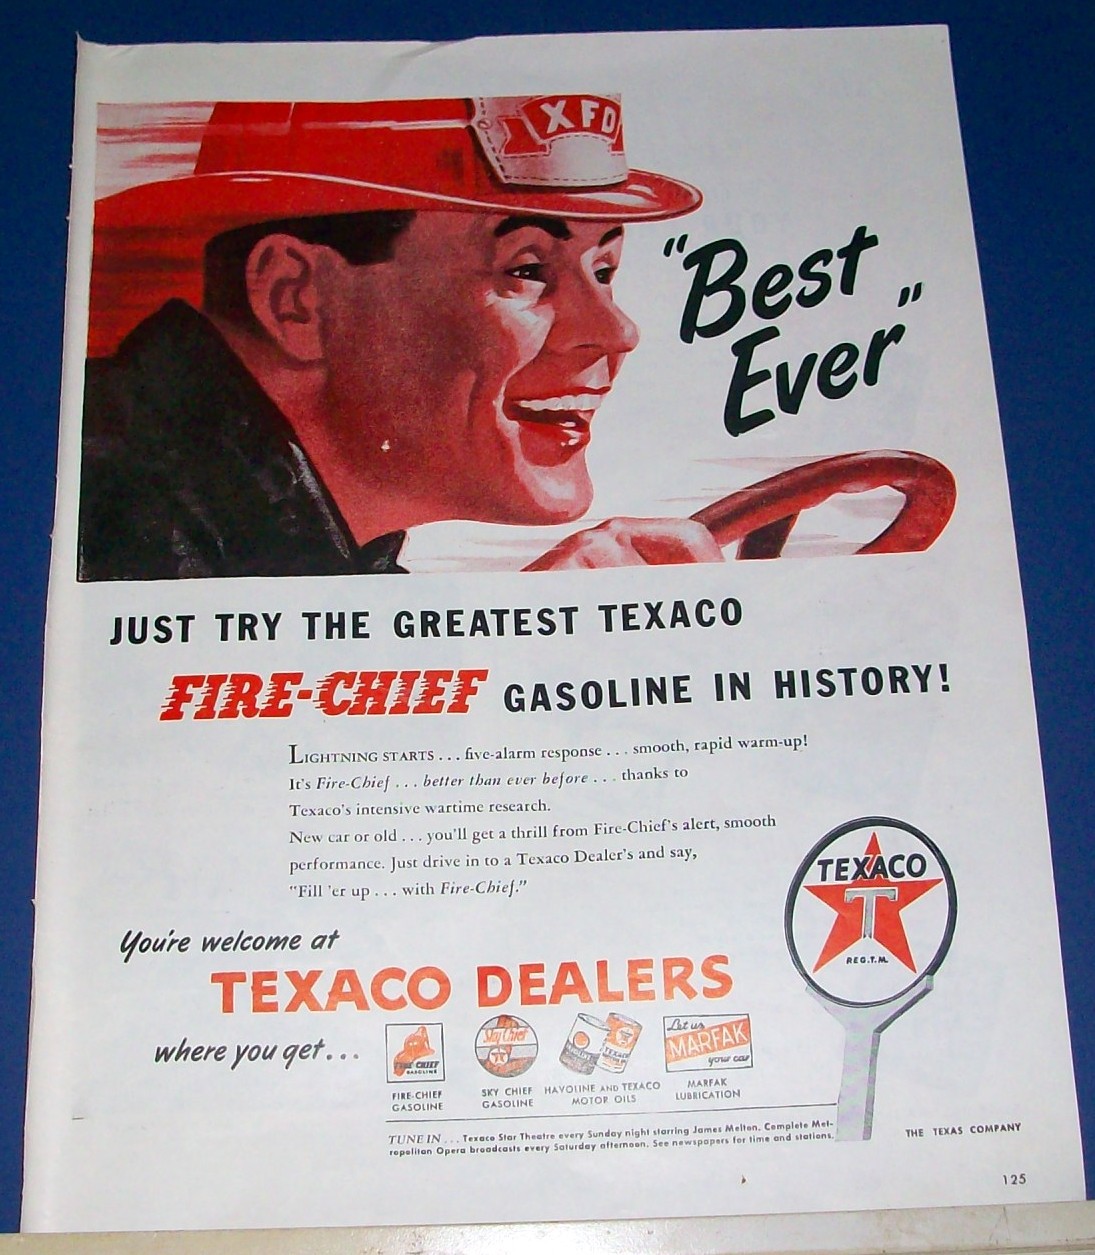 XFD
"Best
Ever"
JUST TRY THE GREATEST TEXACO
FIRE-CHIEF GASOLINE IN HISTORY!
LIGHTNING STARTS ... five-alarm response ... smooth, rapid warm-up!
It's Fire-Chief ... better than ever before ... thanks to
Texaco's intensive wartime research.
New car or old ... you'll get a thrill from Fire-Chief's alert, smooth
performance. Just drive in to a Texaco Dealer's and say,
"Fill 'er up ... with Fire-Chief."
TEXACO
T
REG. T. M.
You're welcome at
TEXACO DEALERS
where you get...
FIRE CHIEF
GASOLINE
Sky Chief
TEXACO
Let us
MARFAK
your car
FIRE-CHIEF
GASOLINE
SKY CHIEF
GASOLINE
HAVOLINE AND TEXACO
MOTOR OILS
MARFAK
LUBRICATION
TUNE IN ... Texaco Star Theatre every Sunday night starring James Melton. Complete Met-
ropolitan Opera broadcasts every Saturday afternoon. See newspapers for time and stations.
THE TEXAS COMPANY
125